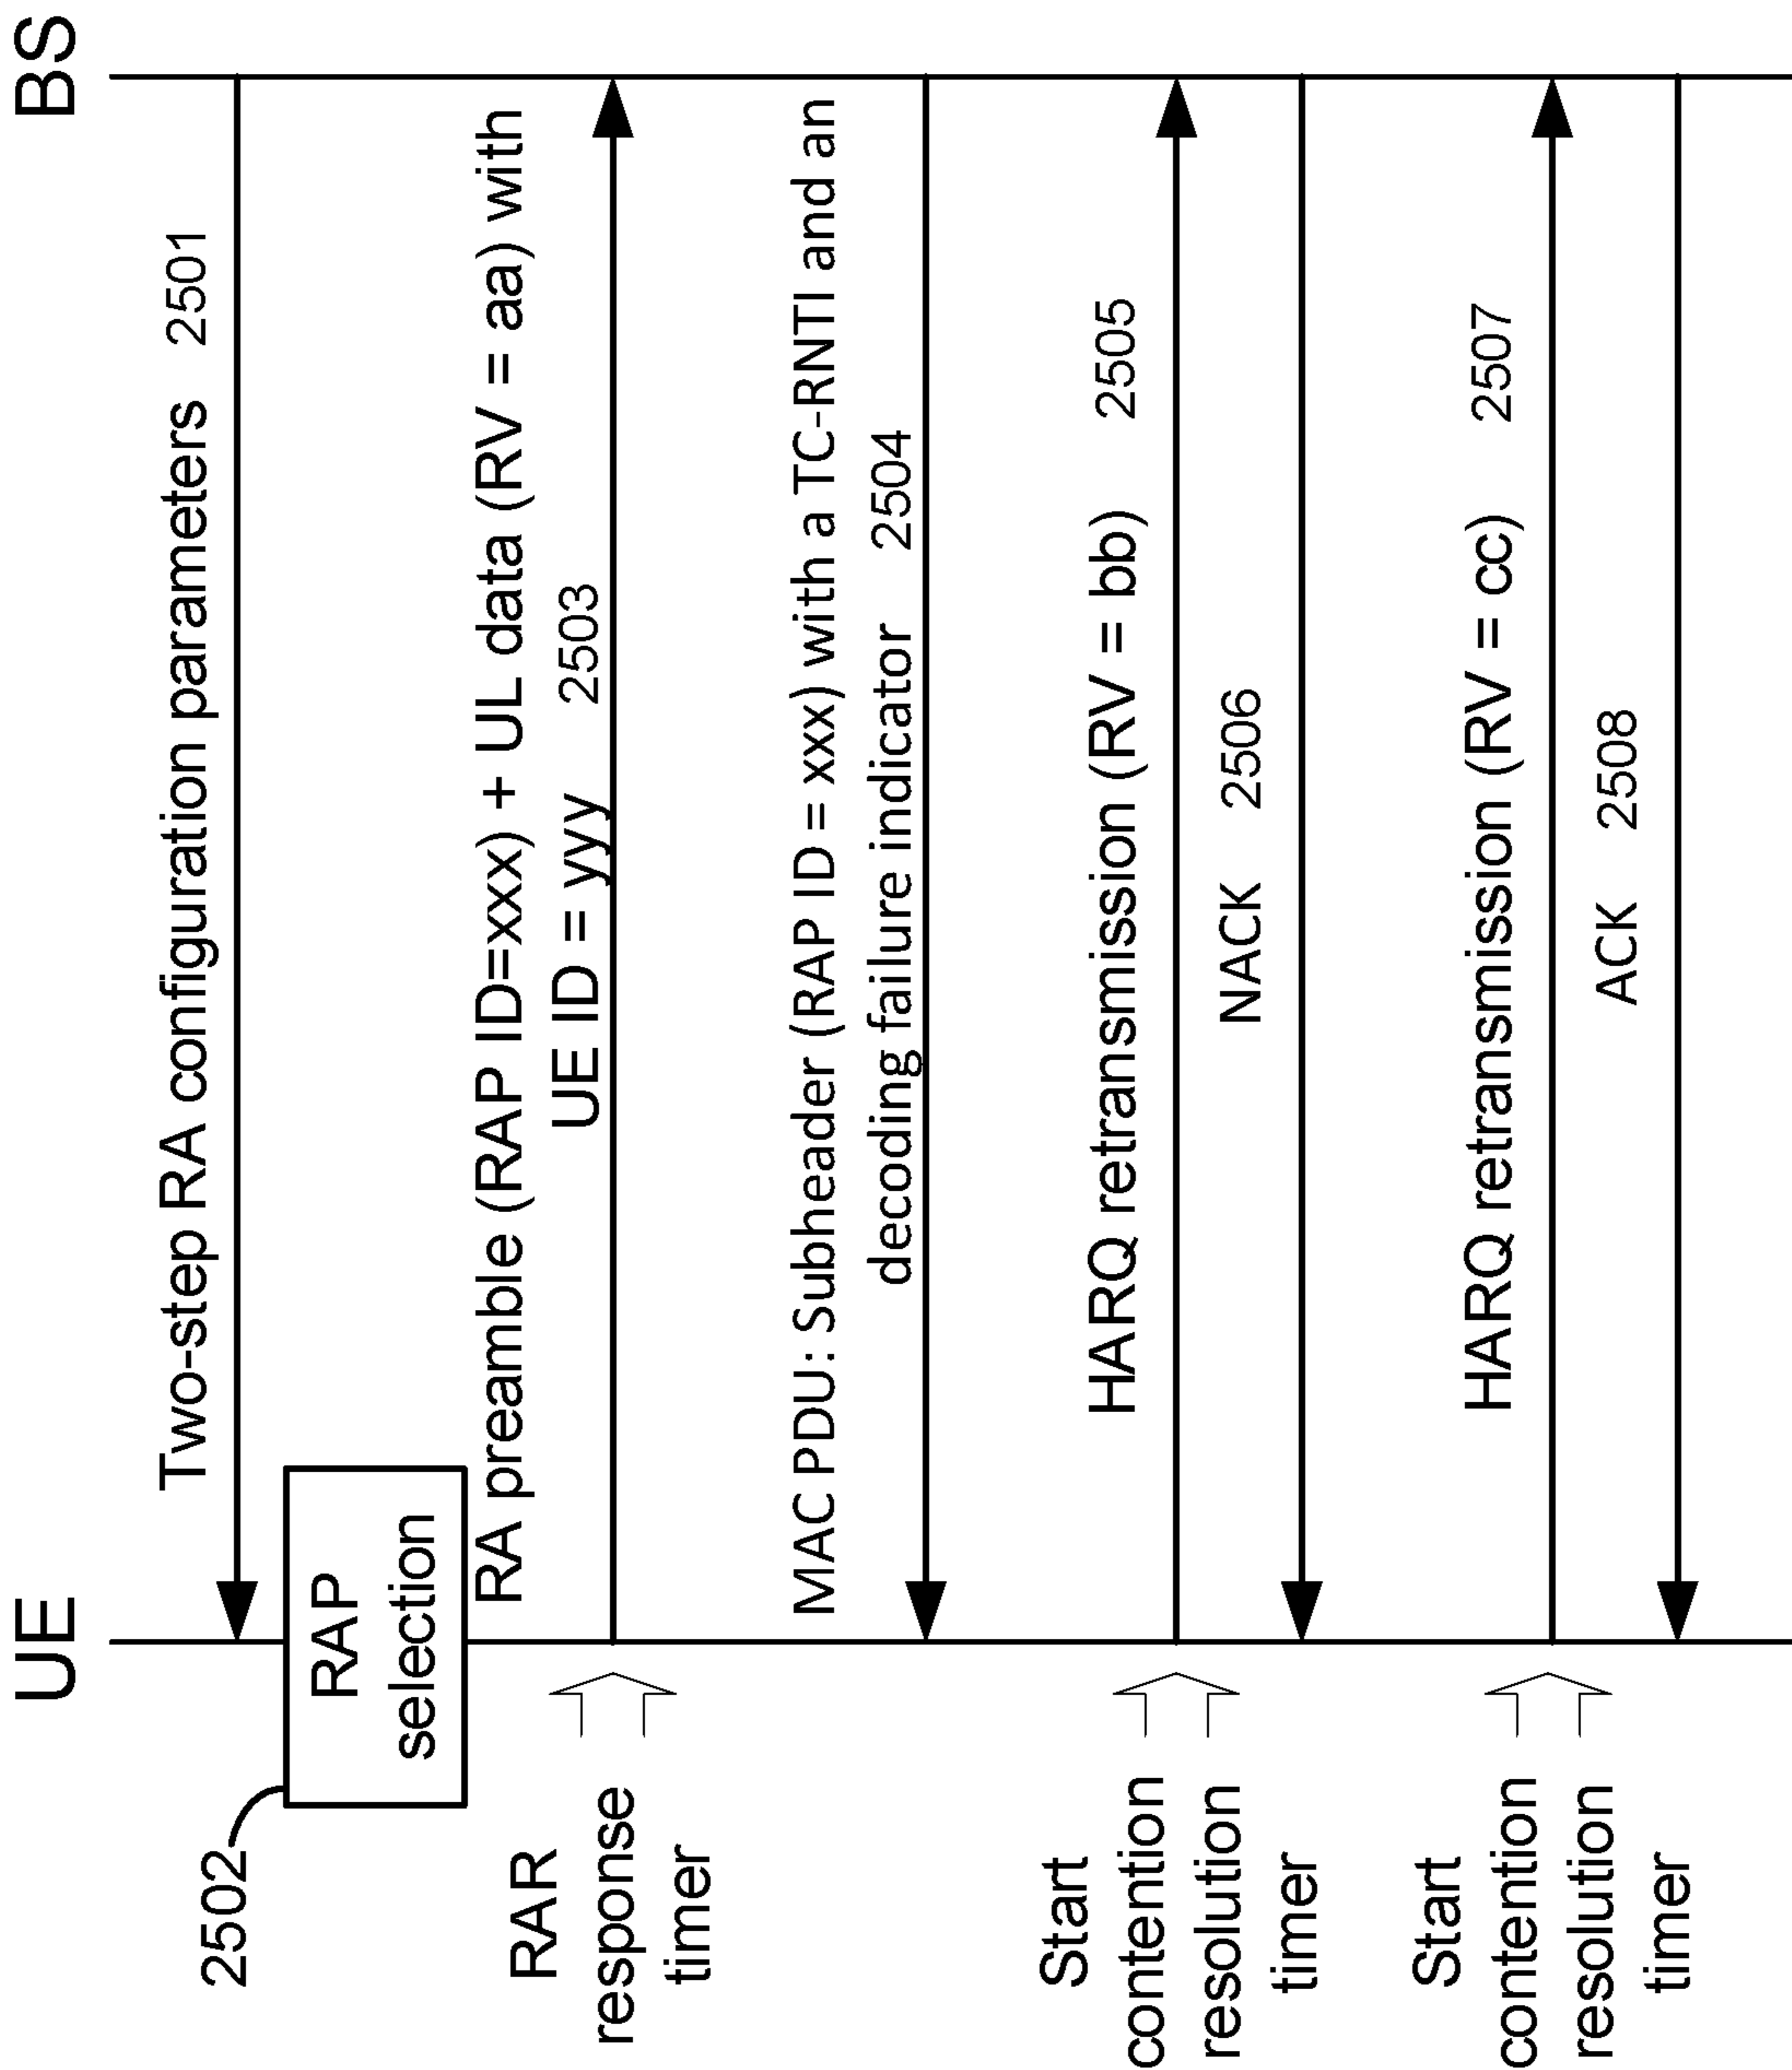 UE
BS
Two-step RA configuration parameters 2501
2502
RAP
selection
RA preamble (RAP ID=xxx) + UL data (RV = aa) with
UE ID = yyy 2503
RAR
response
timer
MAC PDU: Subheader (RAP ID = xxx) with a TC-RNTI and an
decoding failure indicator 2504
HARQ retransmission (RV = bb) 2505
Start
contention
resolution
timer
NACK 2506
HARQ retransmission (RV = cc) 2507
Start
contention
resolution
timer
ACK 2508